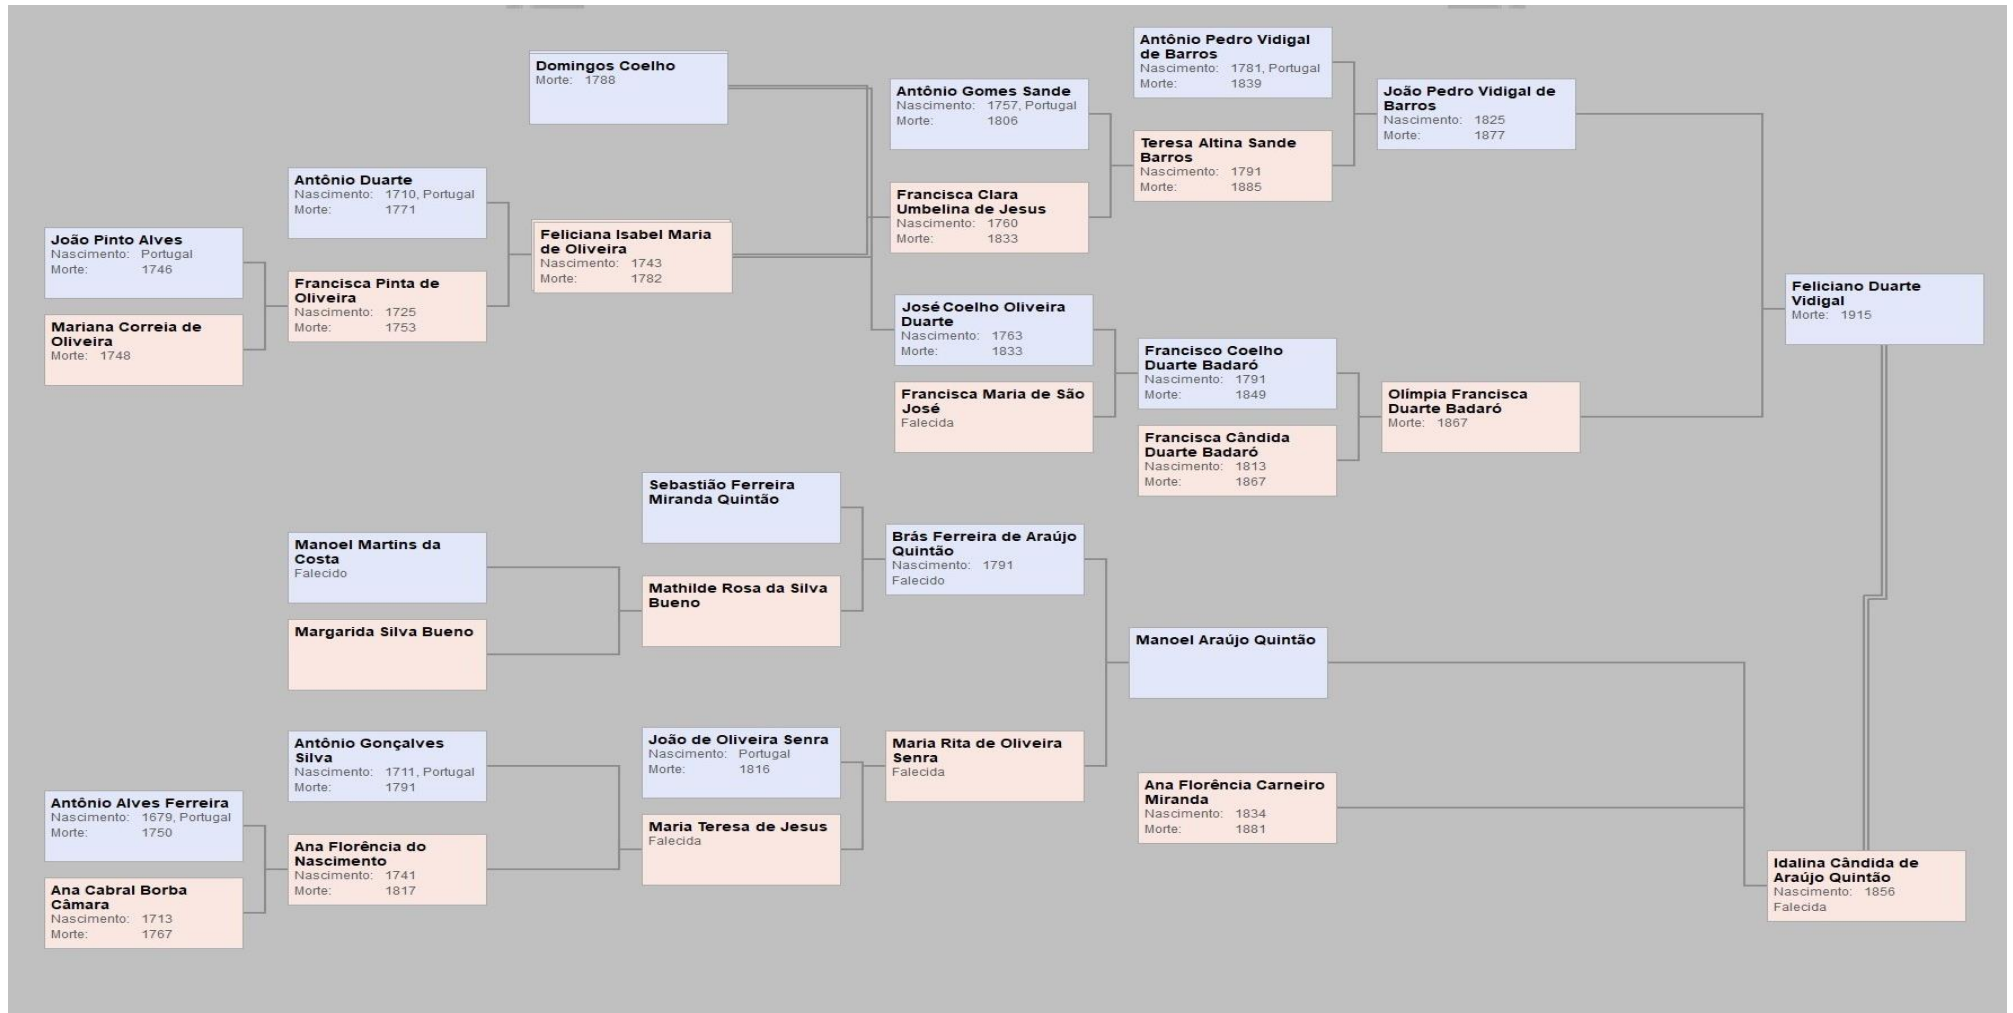 Antônio Pedro Vidigal
de Barros
Nascimento: 1781, Portugal
Morte: 1839
Domingos Coelho
Morte: 1788
Antônio Gomes Sande
Nascimento: 1757, Portugal
Morte: 1806
João Pedro Vidigal de
Barros
Nascimento: 1825
Morte: 1877
Teresa Altina Sande
Barros
Nascimento: 1791
Morte: 1885
Antônio Duarte
Nascimento: 1710, Portugal
Morte: 1771
Francisca Clara
Umbelina de Jesus
Nascimento: 1760
Morte: 1833
João Pinto Alves
Nascimento: Portugal
Morte: 1746
Feliciana Isabel Maria
de Oliveira
Nascimento: 1743
Morte: 1782
Francisca Pinta de
Oliveira
Nascimento: 1725
Morte: 1753
Feliciano Duarte
Vidigal
Morte: 1915
Mariana Correia de
Oliveira
Morte: 1748
José Coelho Oliveira
Duarte
Nascimento: 1763
Morte: 1833
Francisco Coelho
Duarte Badaró
Nascimento: 1791
Morte: 1849
Francisca Maria de São
José
Falecida
Olímpia Francisca
Duarte Badaró
Morte: 1867
Francisca Cândida
Duarte Badaró
Nascimento: 1813
Morte: 1867
Sebastião Ferreira
Miranda Quintão
Manoel Martins da
Costa
Falecido
Brás Ferreira de Araújo
Quintão
Nascimento: 1791
Falecido
Mathilde Rosa da Silva
Bueno
Margarida Silva Bueno
Manoel Araújo Quintão
Antônio Gonçalves
Silva
Nascimento: 1711, Portugal
Morte: 1791
João de Oliveira Senra
Nascimento: Portugal
Morte: 1816
Maria Rita de Oliveira
Senra
Falecida
Ana Florência Carneiro
Miranda
Nascimento: 1834
Morte: 1881
Antônio Alves Ferreira
Nascimento: 1679, Portugal
Morte: 1750
Maria Teresa de Jesus
Falecida
Ana Florência do
Nascimento
Nascimento: 1741
Morte: 1817
Idalina Cândida de
Araújo Quintão
Nascimento: 1856
Falecida
Ana Cabral Borba
Câmara
Nascimento: 1713
Morte: 1767